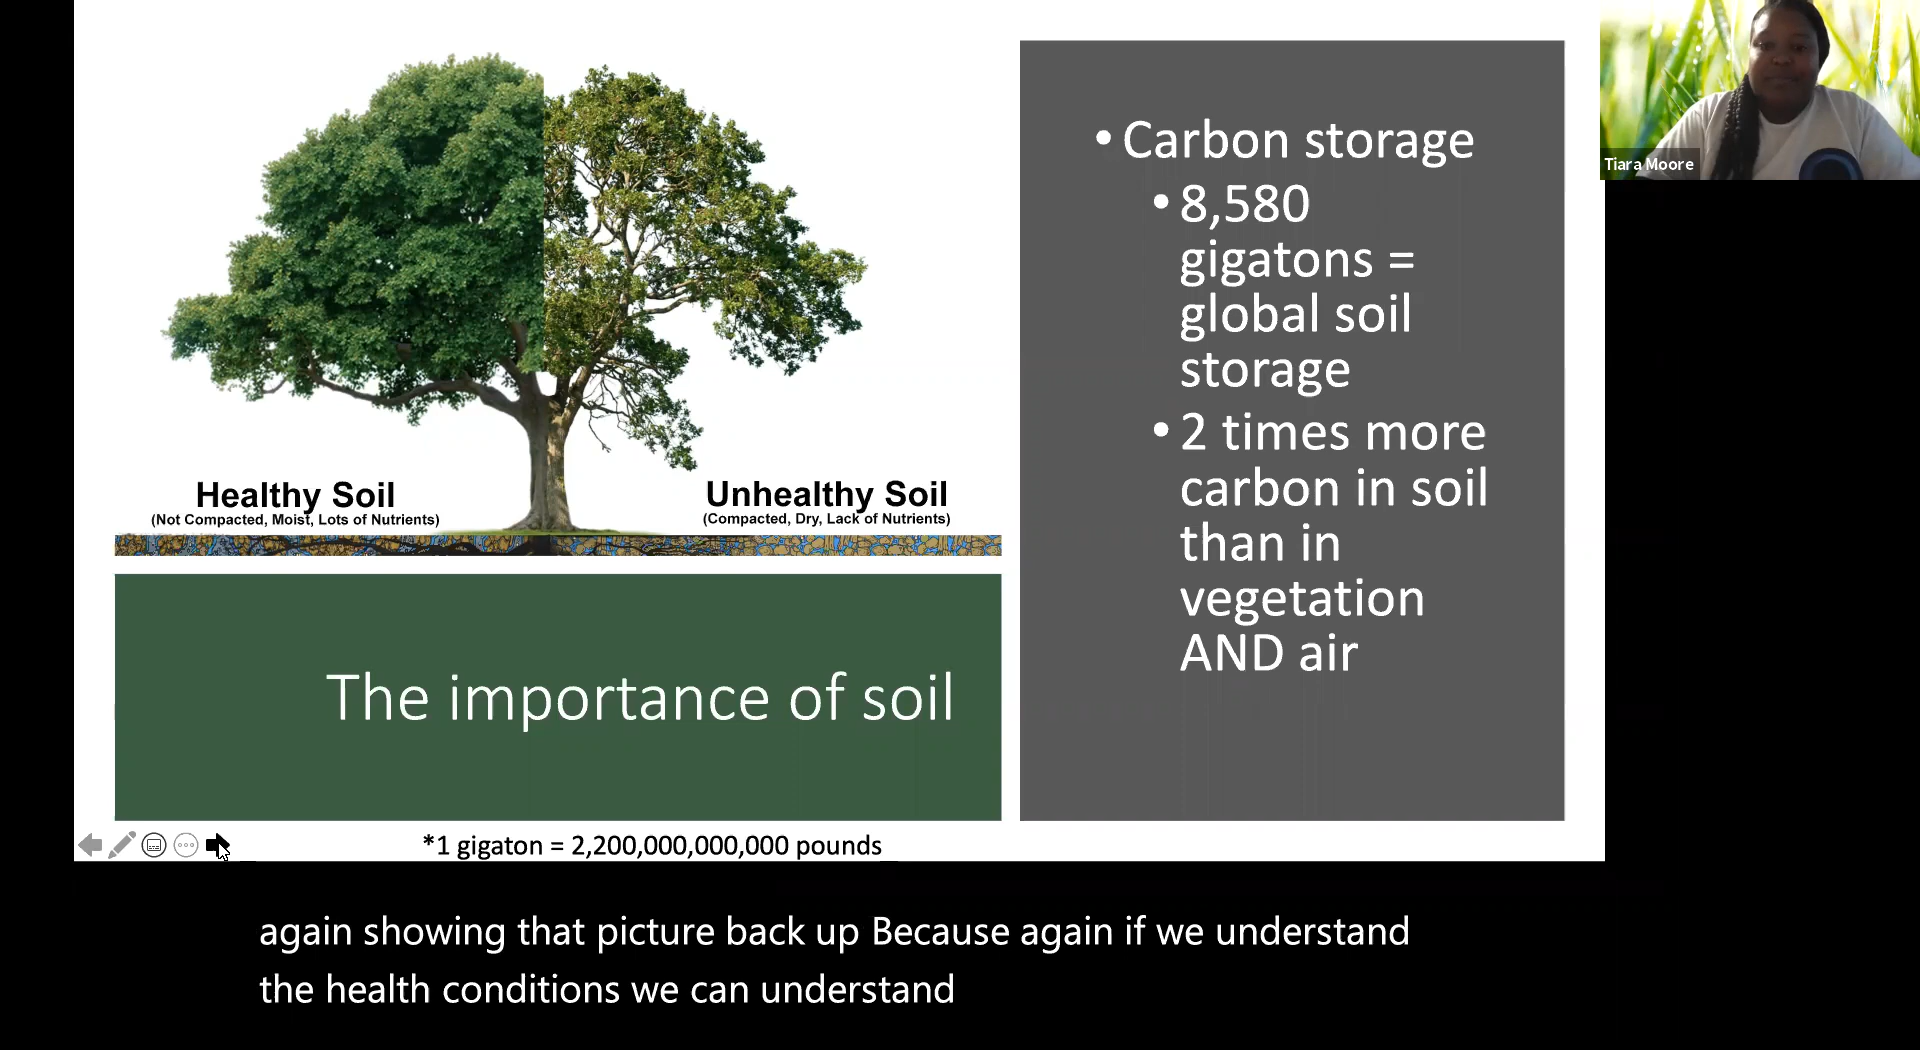 Healthy Soil
(Not Compacted, Moist, Lots of Nutrients)
Unhealthy Soil
(Compacted, Dry, Lack of Nutrients)
The importance of soil
• Carbon storage
• 8,580
gigatons =
global soil
storage
• 2 times more
carbon in soil
than in
vegetation
AND air
*1 gigaton = 2,200,000,000,000 pounds
Tiara Moore
again showing that picture back up Because again if we understand
the health conditions we can understand